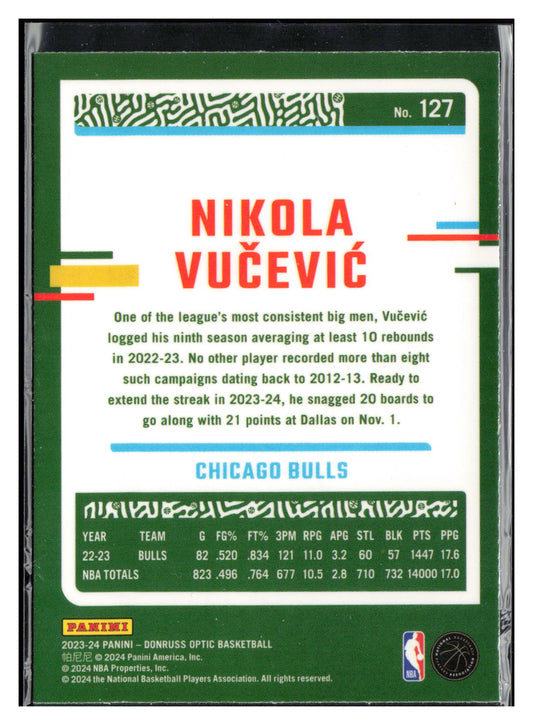 No. 127
NIKOLA
VUČEVIĆ
One of the league's most consistent big men, Vučević
logged his ninth season averaging at least 10 rebounds
in 2022-23. No other player recorded more than eight
such campaigns dating back to 2012-13. Ready to
extend the streak in 2023-24, he snagged 20 boards to
go along with 21 points at Dallas on Nov. 1.
CHICAGO BULLS
YEAR TEAM G FG% FT% 3PM RPG APG STL BLK PTS PPG
22-23 BULLS 82 .520 .834 121 11.0 3.2 60 57 1447 17.6
NBA TOTALS 823 .496 .764 677 10.5 2.8 710 732 14000 17.0
PANINI
2023-24 PANINI – DONRUSS OPTIC BASKETBALL
帕尼尼 © 2024 Panini America, Inc.
© 2024 NBA Properties, Inc.
© 2024 the National Basketball Players Association. All rights reserved.
NBA
NATIONAL BASKETBALL
PLAYERS ASSOCIATION